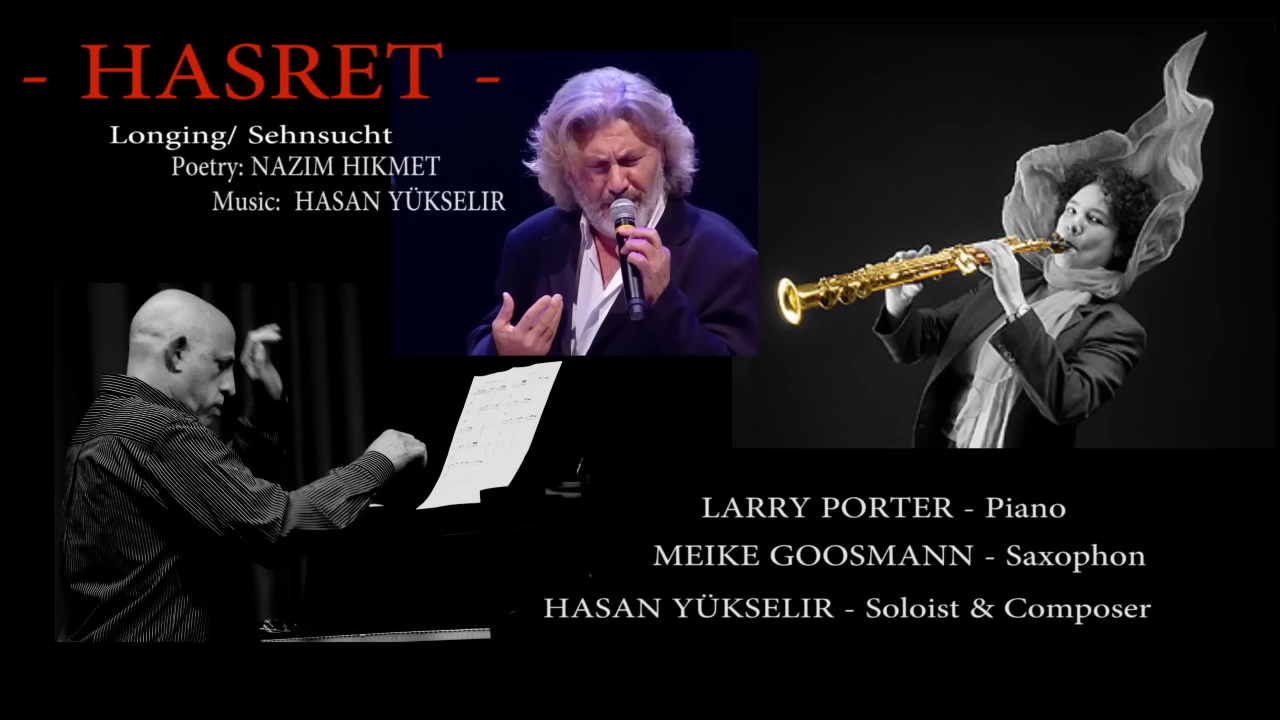 - HASRET -
Longing/ Sehnsucht
Poetry: NAZIM HIKMET
Music: HASAN YÜKSELIR
LARRY PORTER - Piano
MEIKE GOOSMANN - Saxophon
HASAN YÜKSELIR - Soloist & Composer